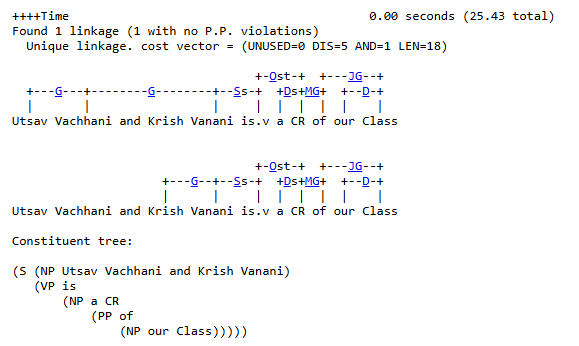 ++++Time                                          0.00 seconds (25.43 total)
Found 1 linkage (1 with no P.P. violations)
  Unique linkage. cost vector = (UNUSED=0 DIS=5 AND=1 LEN=18)
                                  +-Ost-+  +---JG--+
  +---G---+--------G--------+--Ss-+  +Ds+MG+  +--D-+
  |       |                 |     |  |  |  |  |    |
Utsav Vachhani and Krish Vanani is.v a CR of our Class
                                  +-Ost-+  +---JG--+
                     +---G--+--Ss-+  +Ds+MG+  +--D-+
                     |      |     |  |  |  |  |    |
Utsav Vachhani and Krish Vanani is.v a CR of our Class
Constituent tree:
(S (NP Utsav Vachhani and Krish Vanani)
   (VP is
       (NP a CR
           (PP of
               (NP our Class)))))